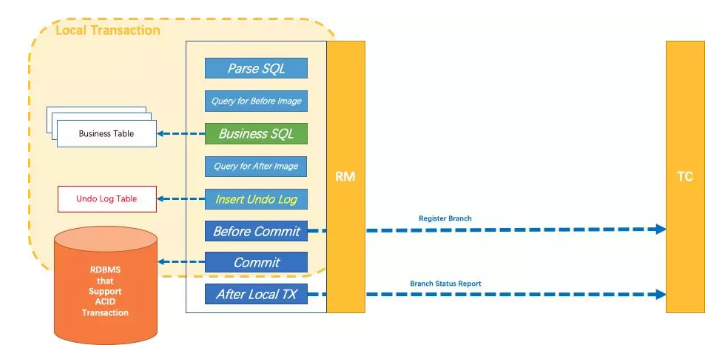 Local Transaction
Parse SQL
Query for Before Image
Business Table
Business SQL
Query for After Image
RM
TC
Undo Log Table
Insert Undo Log
Register Branch
Before Commit
RDBMS
that
Support
ACID
Transaction
Commit
Branch Status Report
After Local TX